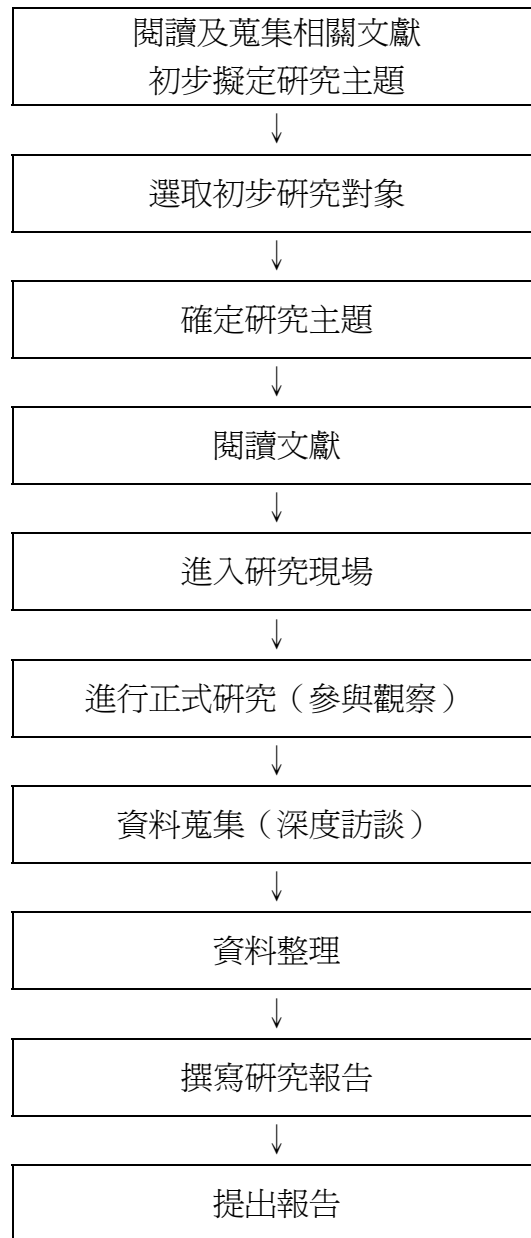 閱讀及蒐集相關文獻
初步擬定研究主題
↓
選取初步研究對象
↓
確定研究主題
↓
閱讀文獻
↓
進入研究現場
↓
進行正式研究（參與觀察）
↓
資料蒐集（深度訪談）
↓
資料整理
↓
撰寫研究報告
↓
提出報告